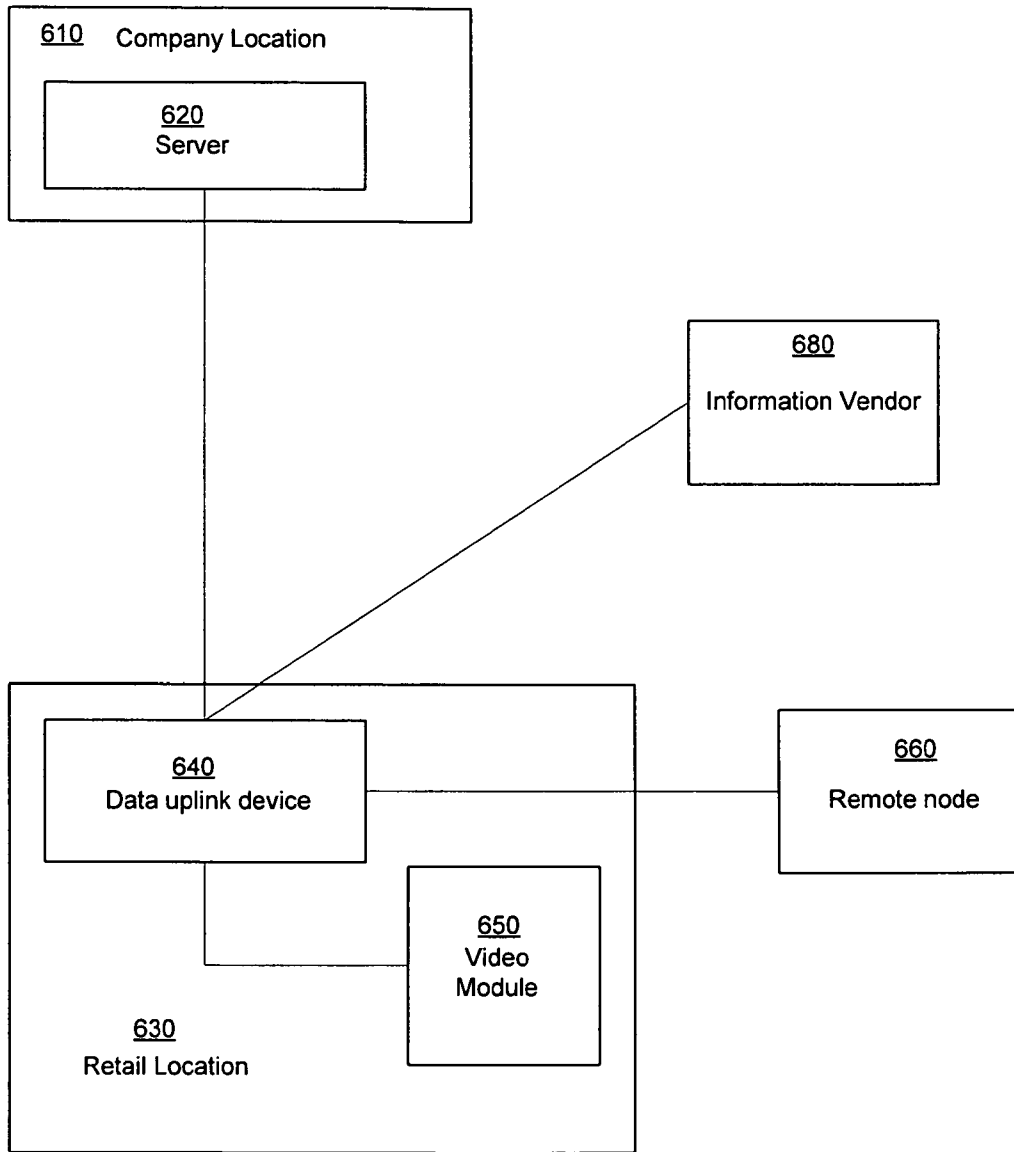 610 Company Location
620
Server
680
Information Vendor
640
Data uplink device
660
Remote node
650
Video
Module
630
Retail Location